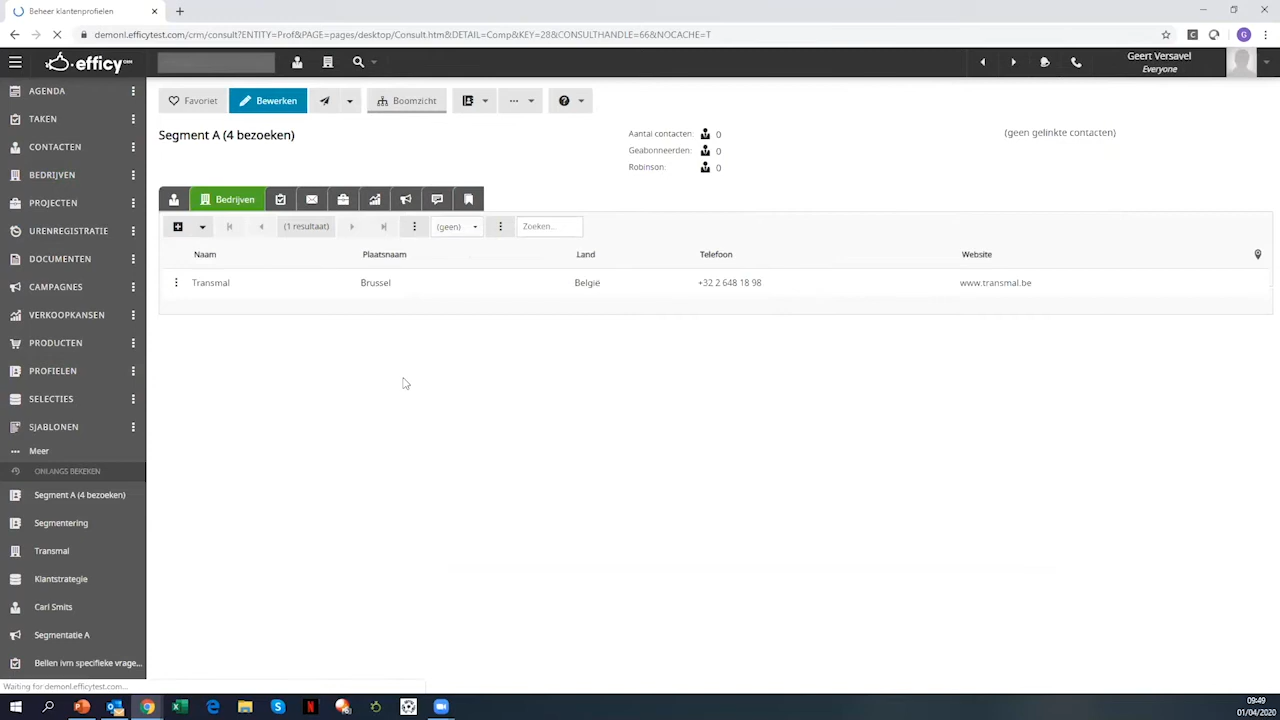 Beheer klantenprofielen
demonl.efficytest.com/crm/consult?ENTITY=Prof&PAGE=pages/desktop/Consult.htm&DETAIL=Comp&KEY=28&CONSULTHANDLE=66&NOCACHE=T
efficy CRM
Geert Versavel
Everyone
AGENDA
TAKEN
CONTACTEN
BEDRIJVEN
PROJECTEN
URENREGISTRATIE
DOCUMENTEN
CAMPAGNES
VERKOOPKANSEN
PRODUCTEN
PROFIELEN
SELECTIES
SJABLONEN
Meer
ONLANGS BEKEKEN
Segment A (4 bezoeken)
Segmentering
Transmal
Klantstrategie
Carl Smits
Segmentatie A
Bellen ivm specifieke vrage...
Favoriet Bewerken Boomzicht
Segment A (4 bezoeken)
Aantal contacten: 0
Geabonneerden: 0
Robinson: 0
(geen gelinkte contacten)
Bedrijven
(1 resultaat) (geen) Zoeken...
Naam Plaatsnaam Land Telefoon Website
Transmal Brussel België +32 2 648 18 98 www.transmal.be
Waiting for demonl.efficytest.com...
09:49
01/04/2020